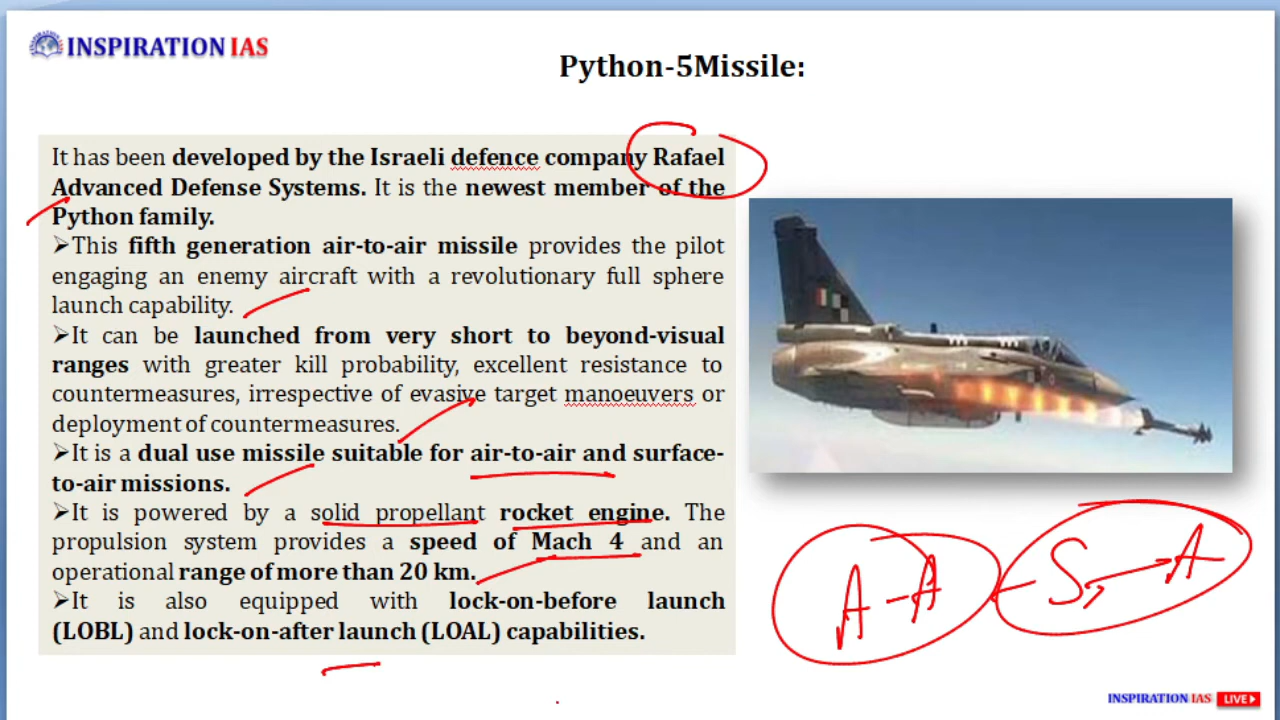 INSPIRATION IAS
Python-5Missile:
It has been developed by the Israeli defence company Rafael
Advanced Defense Systems. It is the newest member of the
Python family.
➢This fifth generation air-to-air missile provides the pilot
engaging an enemy aircraft with a revolutionary full sphere
launch capability.
➢It can be launched from very short to beyond-visual
ranges with greater kill probability, excellent resistance to
countermeasures, irrespective of evasive target manoeuvers or
deployment of countermeasures.
➢It is a dual use missile suitable for air-to-air and surface-
to-air missions.
➢It is powered by a solid propellant rocket engine. The
propulsion system provides a speed of Mach 4 and an
operational range of more than 20 km.
➢It is also equipped with lock-on-before launch
(LOBL) and lock-on-after launch (LOAL) capabilities.
A-A
S-A
INSPIRATION IAS LIVE